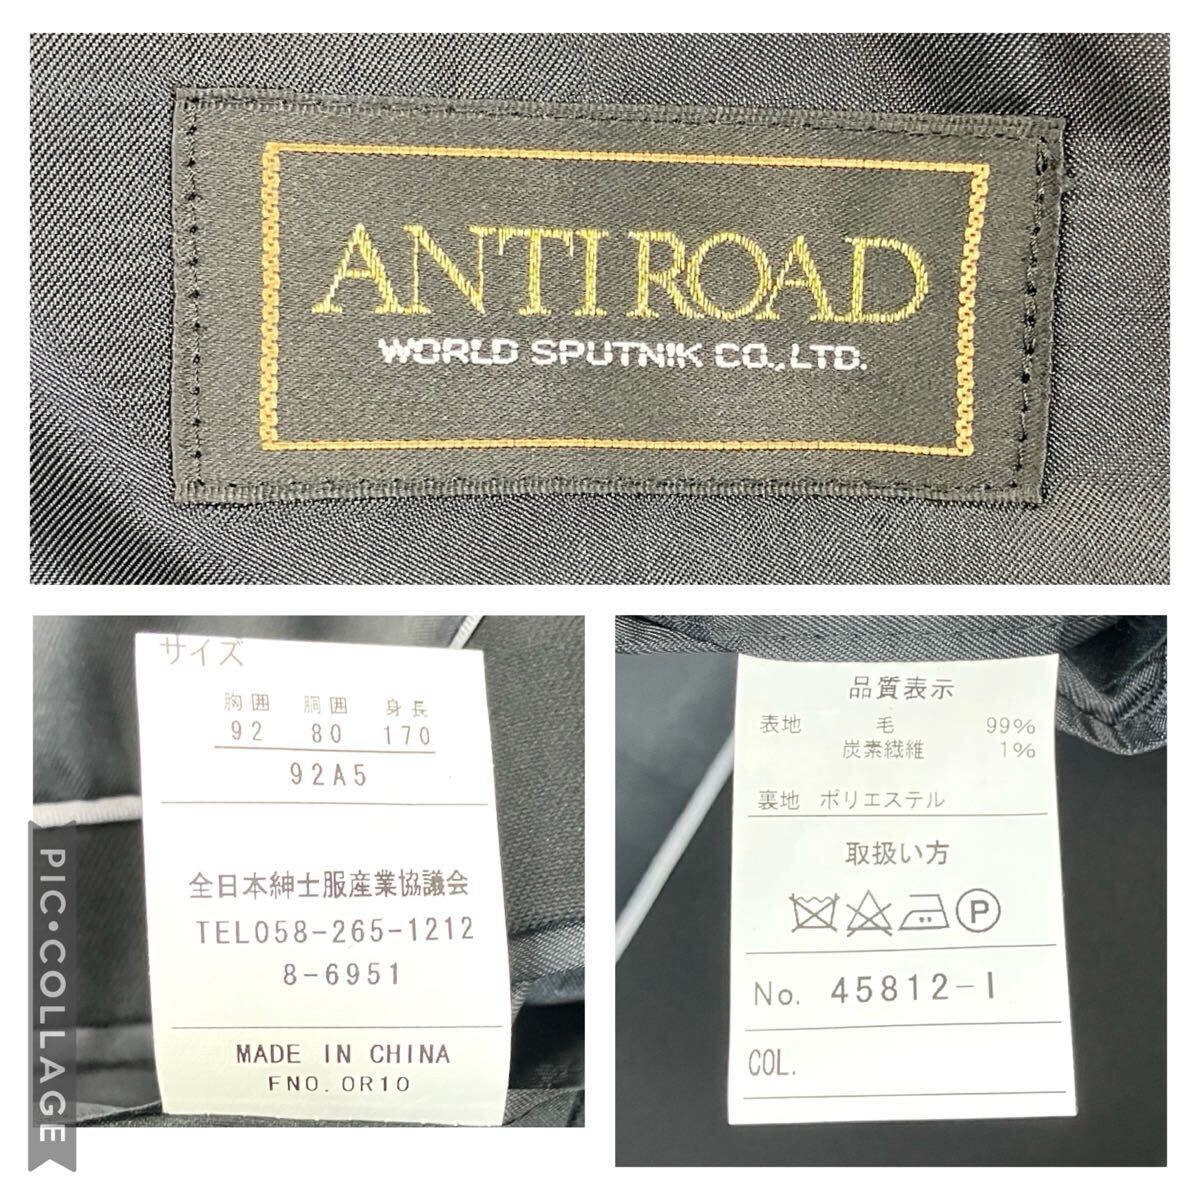 ANTI ROAD
WORLD SPUTNIK CO., LTD.
サイズ
胸囲 胴囲 身長
92 80 170
92A5
全日本紳士服産業協議会
TEL058-265-1212
8-6951
MADE IN CHINA
FNO. OR10
品質表示
表地 毛 99%
炭素繊維 1%
裏地 ポリエステル
取扱い方
P
No. 45812-1
COL.
PIC•COLLAGE